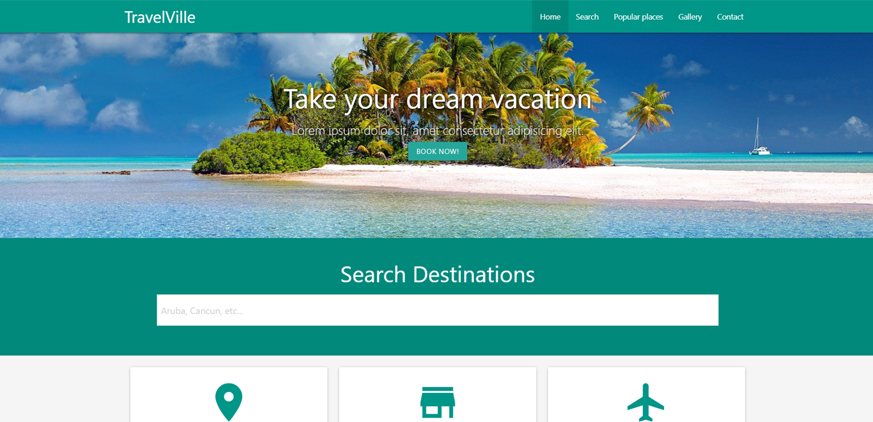 TravelVille
Home Search Popular places Gallery Contact
Take your dream vacation
Lorem ipsum dolor sit, amet consectetur adipisicing elit.
BOOK NOW!
Search Destinations
Aruba, Cancun, etc...